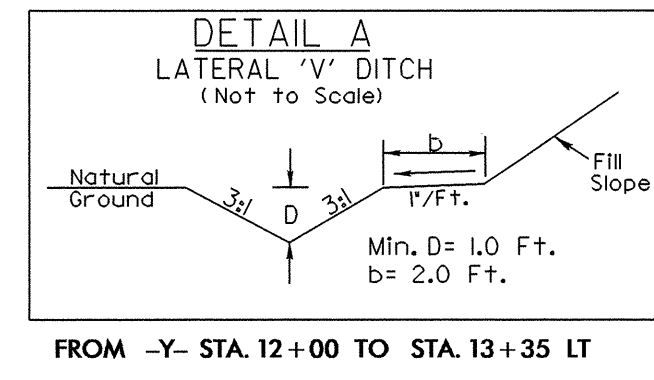 DETAIL A
LATERAL 'V' DITCH
(Not to Scale)
b
Natural
Ground
3:1
D
3:1
1"/Ft.
Fill
Slope
Min. D= 1.0 Ft.
b= 2.0 Ft.
FROM -Y- STA. 12+00 TO STA. 13+35 LT